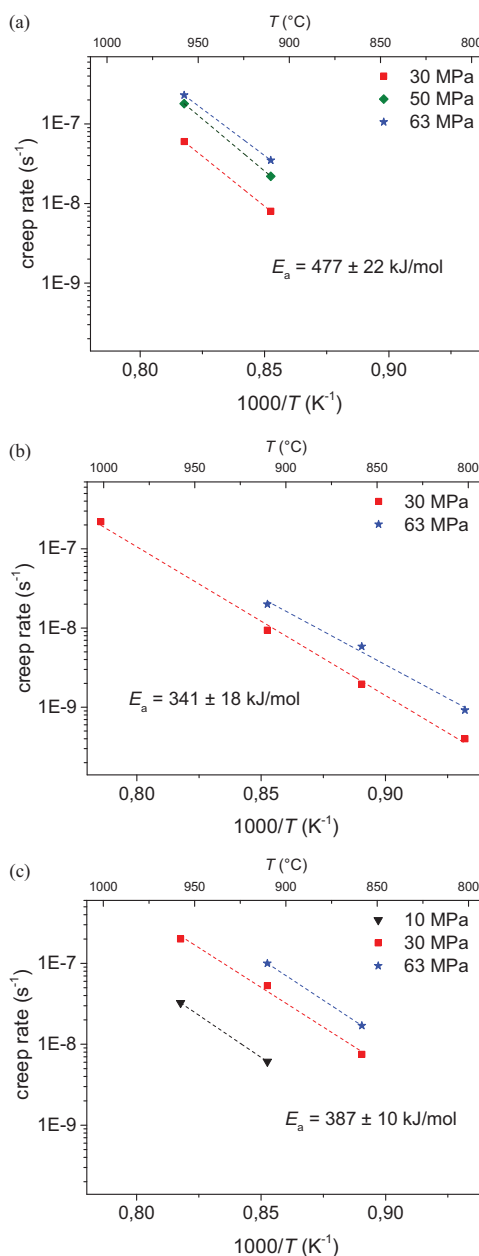 (a)
T (°C)
1000 950 900 850 800
30 MPa
50 MPa
63 MPa
1E-7
1E-8
1E-9
creep rate (s⁻¹)
Eₐ = 477 ± 22 kJ/mol
0,80 0,85 0,90
1000/T (K⁻¹)
(b)
T (°C)
1000 950 900 850 800
30 MPa
63 MPa
1E-7
1E-8
1E-9
creep rate (s⁻¹)
Eₐ = 341 ± 18 kJ/mol
0,80 0,85 0,90
1000/T (K⁻¹)
(c)
T (°C)
1000 950 900 850 800
10 MPa
30 MPa
63 MPa
1E-7
1E-8
1E-9
creep rate (s⁻¹)
Eₐ = 387 ± 10 kJ/mol
0,80 0,85 0,90
1000/T (K⁻¹)